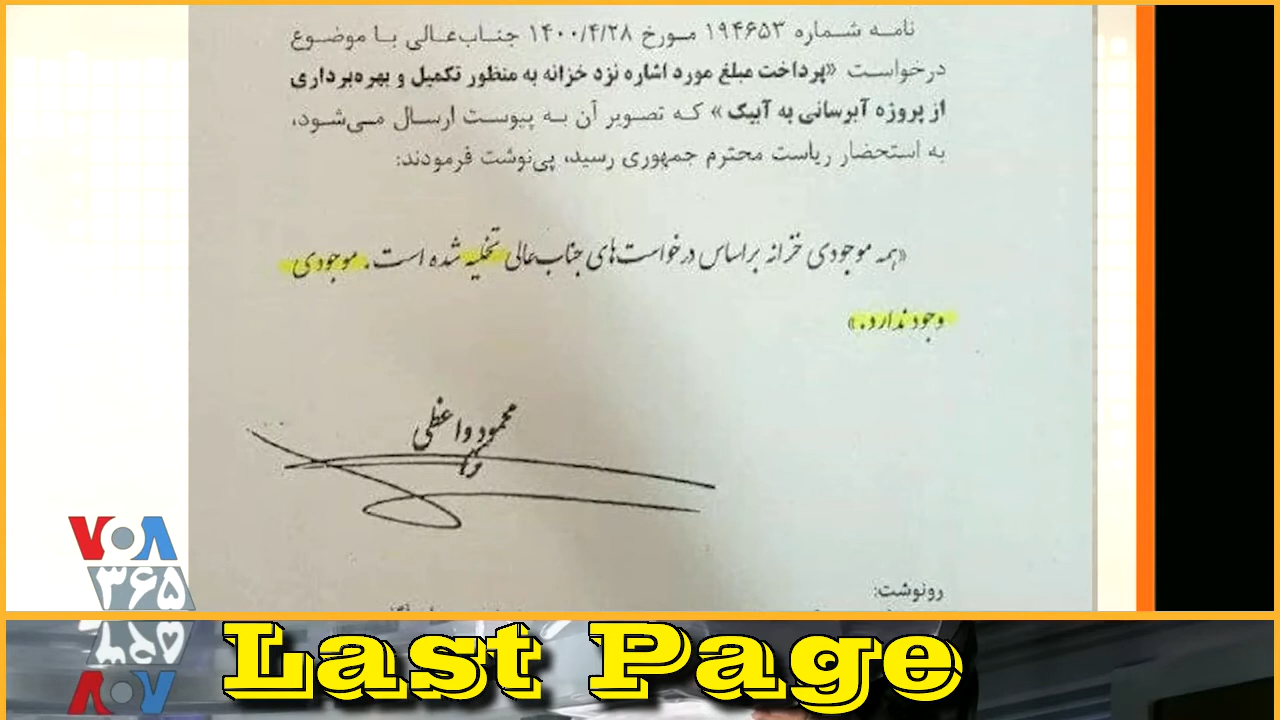 نامه شماره ۱۹۴۶۵۳ مورخ ۱۴۰۰/۴/۲۸ جناب‌عالی با موضوع
درخواست «پرداخت مبلغ مورد اشاره نزد خزانه به منظور تکمیل و بهره‌برداری
از پروژه آبرسانی به آبیک» که تصویر آن به پیوست ارسال می‌شود،
به استحضار ریاست محترم جمهوری رسید، پی‌نوشت فرمودند:
«همه موجودی خزانه براساس درخواست‌های جناب‌عالی تخلیه شده است. موجودی
وجود ندارد.»
محمود واعظی
رونوشت:
VOA
۳۶۵
Last Page